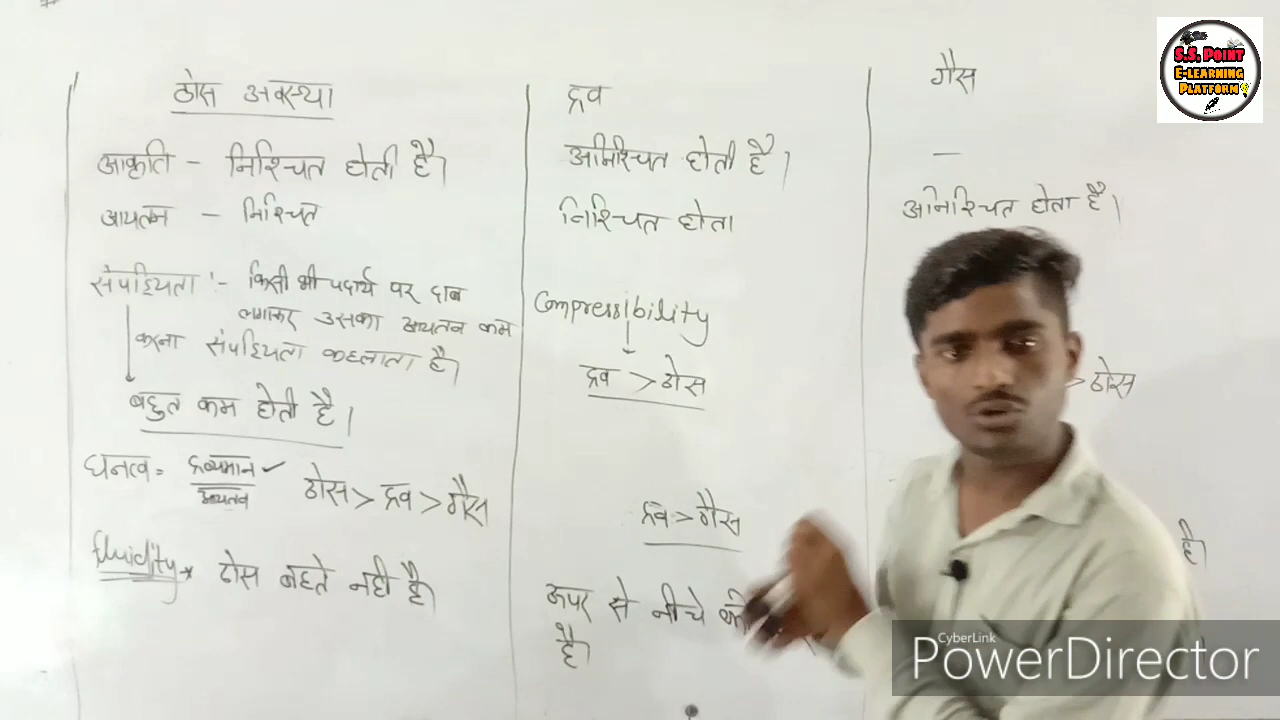 ठोस अवस्था
आकृति - निश्चित होती है।
आयतन - निश्चित
संपीड्यिता :- किसी भी पदार्थ पर दाब
लगाकर उसका आयतन कम
करना संपीड्यिता कहलाता है।
बहुत कम होती है।
घनत्व = द्रव्यमान / आयतन ठोस > द्रव > गैस
fluidity ठोस बहते नही है।
द्रव
अनिश्चित होती है।
निश्चित होता
Compressibility
द्रव > ठोस
द्रव > गैस
ऊपर से नीचे की
है।
गैस
—
अनिश्चित होता है।
> ठोस
है।
S.S. POINT
E-LEARNING
PLATFORM
CyberLink
PowerDirector